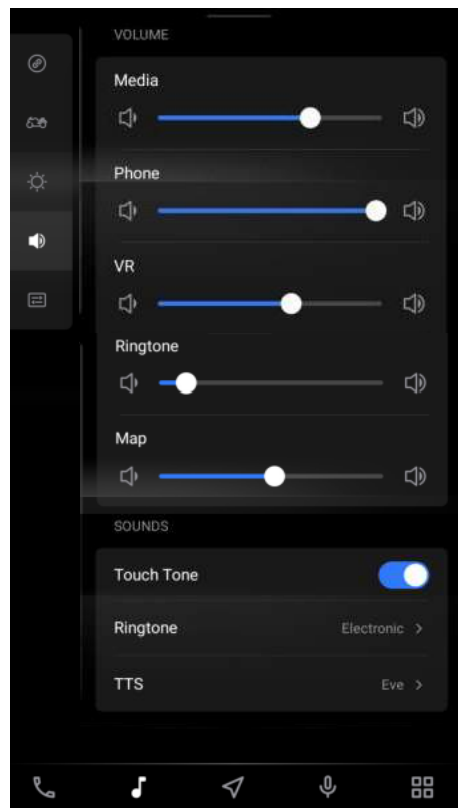 VOLUME
Media
Phone
VR
Ringtone
Map
SOUNDS
Touch Tone
Ringtone Electronic >
TTS Eve >